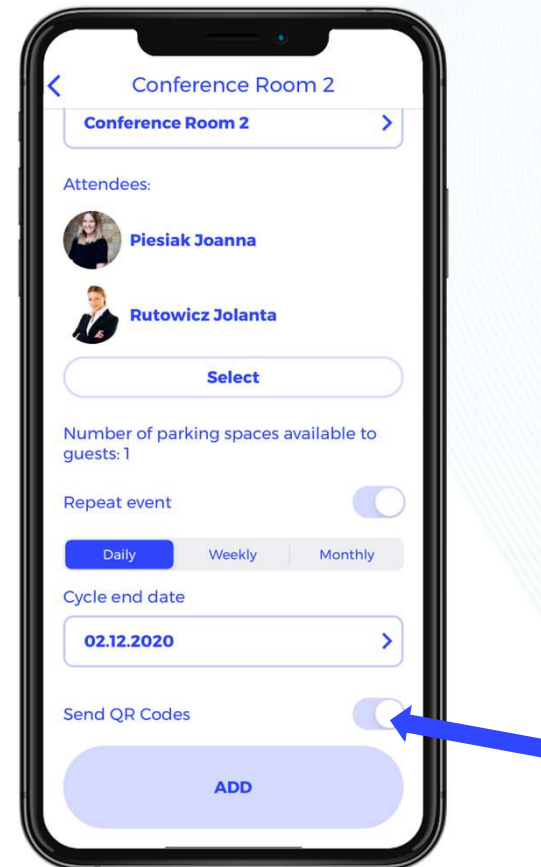 Conference Room 2
Conference Room 2
Attendees:
Piesiak Joanna
Rutowicz Jolanta
Select
Number of parking spaces available to
guests: 1
Repeat event
Daily Weekly Monthly
Cycle end date
02.12.2020
Send QR Codes
ADD